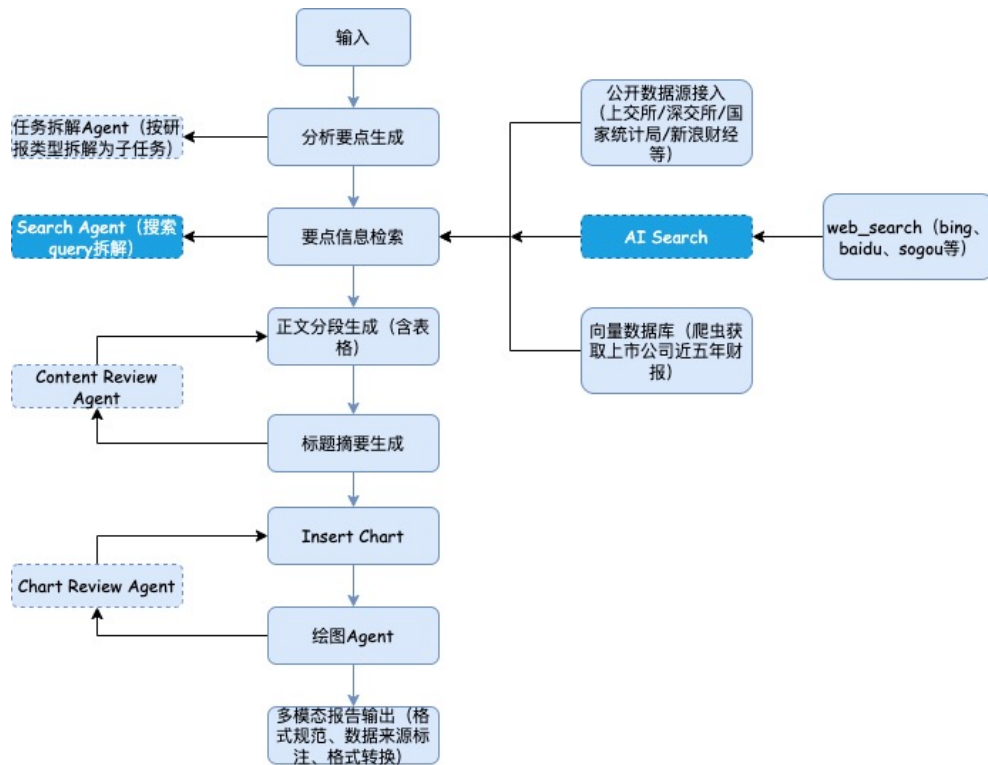 输入
公开数据源接入
（上交所/深交所/国
家统计局/新浪财经
等）
任务拆解Agent（按研
报类型拆解为子任务）
分析要点生成
Search Agent（搜索
query拆解）
要点信息检索
AI Search
web_search（bing、
baidu、sogou等）
正文分段生成（含表
格）
向量数据库（爬虫获
取上市公司近五年财
报）
Content Review
Agent
标题摘要生成
Insert Chart
Chart Review Agent
绘图Agent
多模态报告输出（格
式规范、数据来源标
注、格式转换）